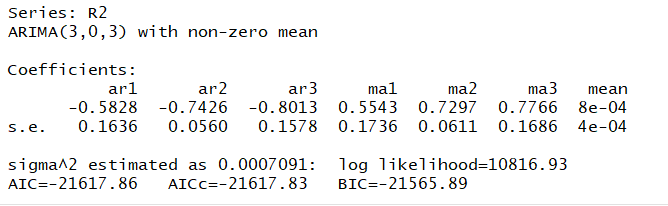 Series: R2
ARIMA(3,0,3) with non-zero mean
Coefficients:
ar1 ar2 ar3 ma1 ma2 ma3 mean
-0.5828 -0.7426 -0.8013 0.5543 0.7297 0.7766 8e-04
s.e. 0.1636 0.0560 0.1578 0.1736 0.0611 0.1686 4e-04
sigma^2 estimated as 0.0007091: log likelihood=10816.93
AIC=-21617.86 AICc=-21617.83 BIC=-21565.89